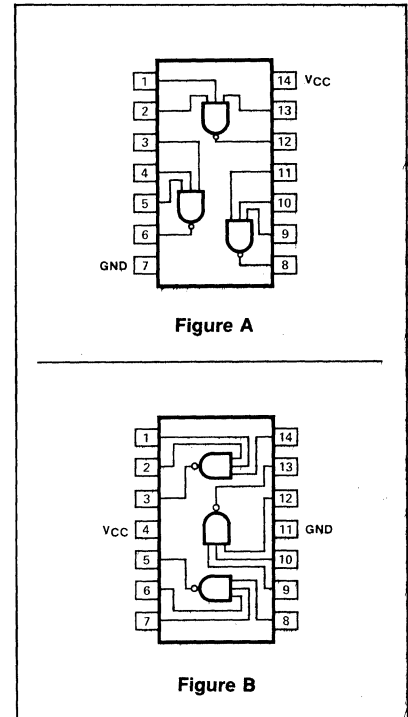 1 14 VCC
2 13
3 12
4 11
5 10
6 9
GND 7 8
Figure A
1 14
2 13
3 12
VCC 4 11 GND
5 10
6 9
7 8
Figure B